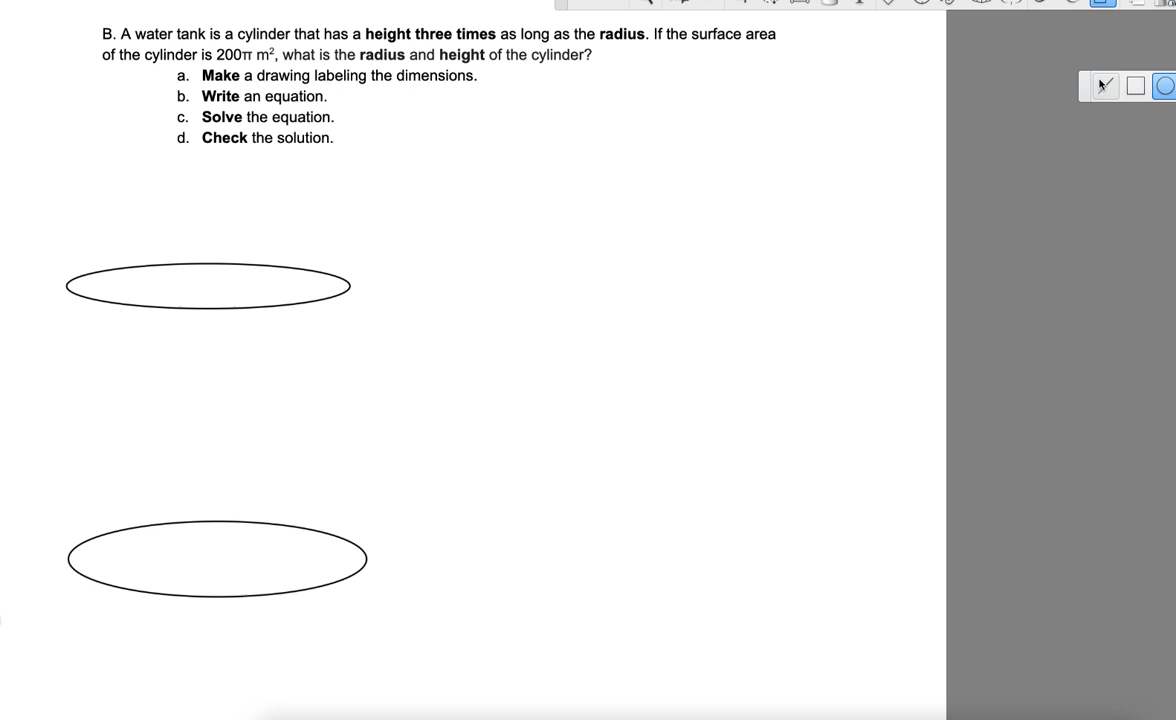 B. A water tank is a cylinder that has a height three times as long as the radius. If the surface area
of the cylinder is 200π m², what is the radius and height of the cylinder?
a. Make a drawing labeling the dimensions.
b. Write an equation.
c. Solve the equation.
d. Check the solution.